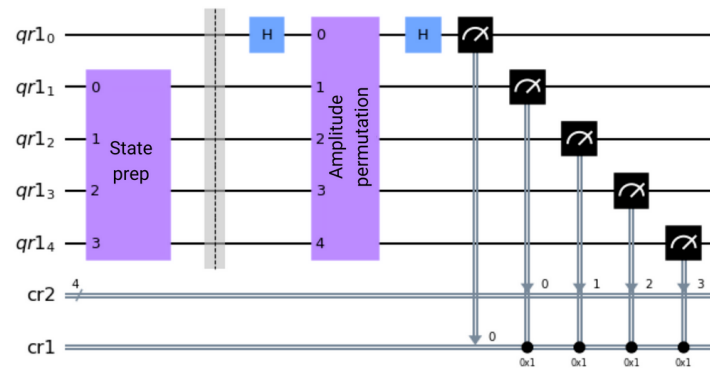 qr1₀ H 0 H
qr1₁ 0 1
qr1₂ 1 State prep 2 Amplitude permutation
qr1₃ 2 3
qr1₄ 3 4
cr2 4 0 1 2 3
cr1 0 0x1 0x1 0x1 0x1